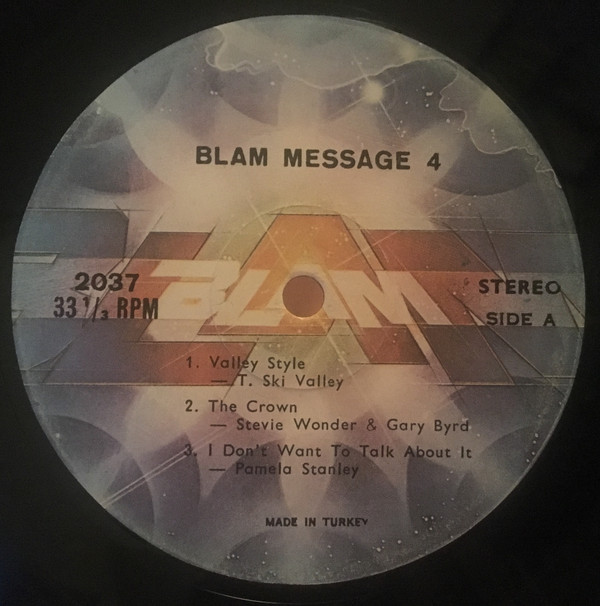 BLAM MESSAGE 4
BLAM
2037
33 1/3 RPM
STEREO
SIDE A
1. Valley Style
— T. Ski Valley
2. The Crown
— Stevie Wonder & Gary Byrd
3. I Don't Want To Talk About It
— Pamela Stanley
MADE IN TURKEY